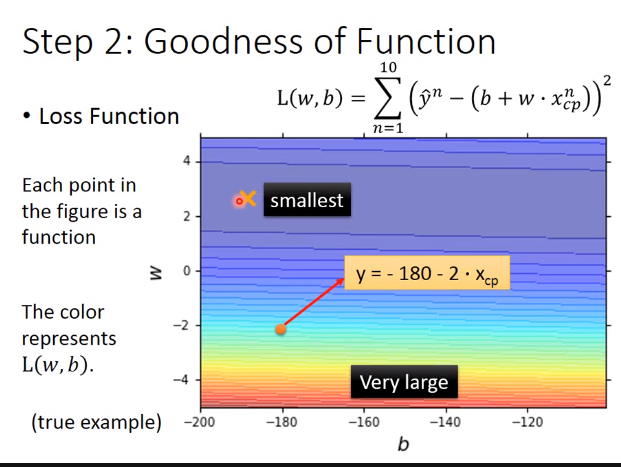 Step 2: Goodness of Function
L(w, b) = ∑_{n=1}^{10} (ŷⁿ − (b + w · xⁿ_cp))²
• Loss Function
Each point in
the figure is a
function
The color
represents
L(w, b).
(true example)
smallest
y = - 180 - 2 · x_cp
Very large
w
4
2
0
−2
−4
−200 −180 −160 −140 −120
b